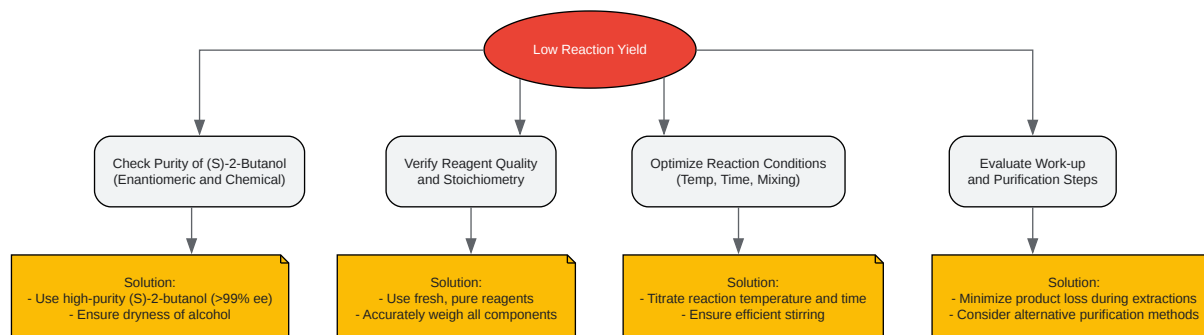 Low Reaction Yield
Check Purity of (S)-2-Butanol
(Enantiomeric and Chemical)
Verify Reagent Quality
and Stoichiometry
Optimize Reaction Conditions
(Temp, Time, Mixing)
Evaluate Work-up
and Purification Steps
Solution:
- Use high-purity (S)-2-butanol (>99% ee)
- Ensure dryness of alcohol
Solution:
- Use fresh, pure reagents
- Accurately weigh all components
Solution:
- Titrate reaction temperature and time
- Ensure efficient stirring
Solution:
- Minimize product loss during extractions
- Consider alternative purification methods